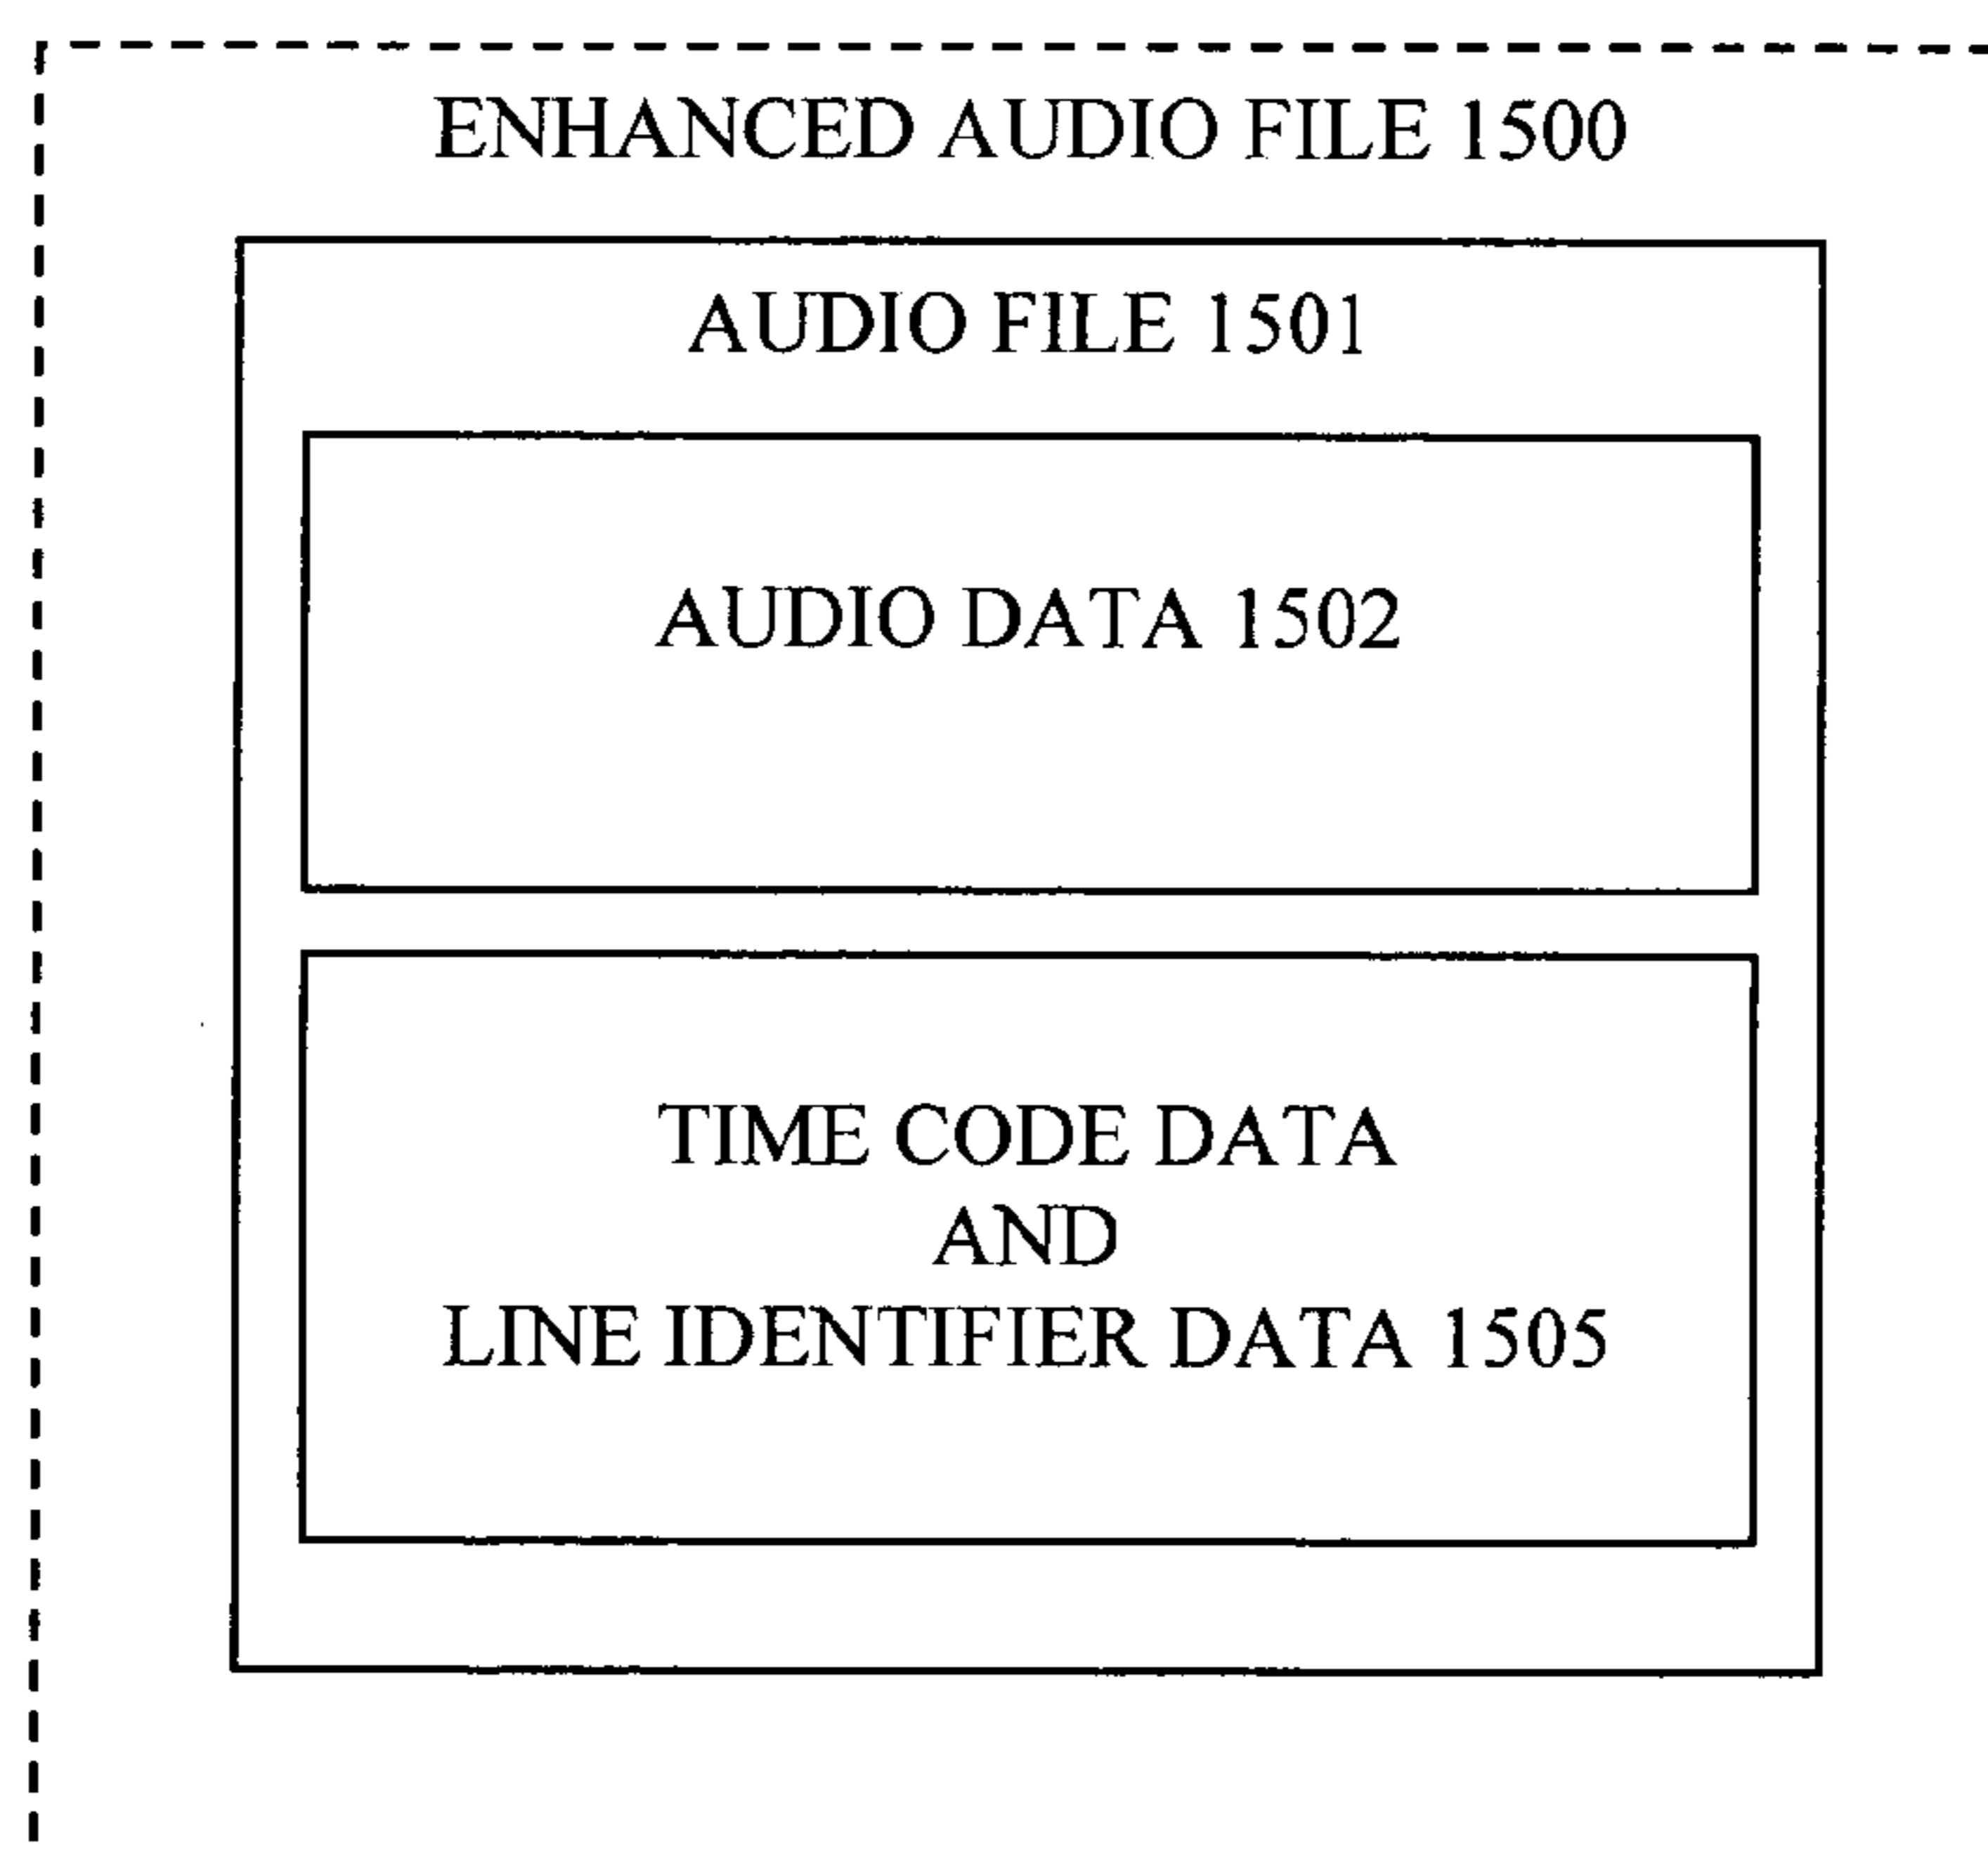 ENHANCED AUDIO FILE 1500
AUDIO FILE 1501
AUDIO DATA 1502
TIME CODE DATA
AND
LINE IDENTIFIER DATA 1505